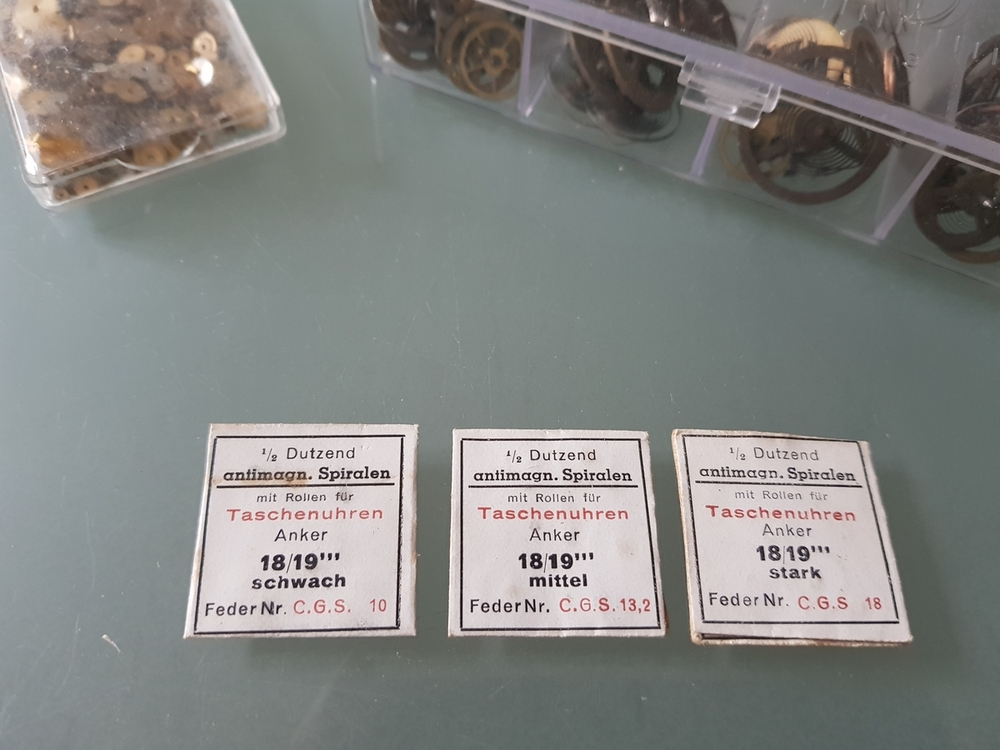 ½ Dutzend
antimagn. Spiralen
mit Rollen für
Taschenuhren
Anker
18/19'''
schwach
Feder Nr. C.G.S. 10
½ Dutzend
antimagn. Spiralen
mit Rollen für
Taschenuhren
Anker
18/19'''
mittel
Feder Nr. C.G.S. 13,2
½ Dutzend
antimagn. Spiralen
mit Rollen für
Taschenuhren
Anker
18/19'''
stark
Feder Nr. C.G.S 18